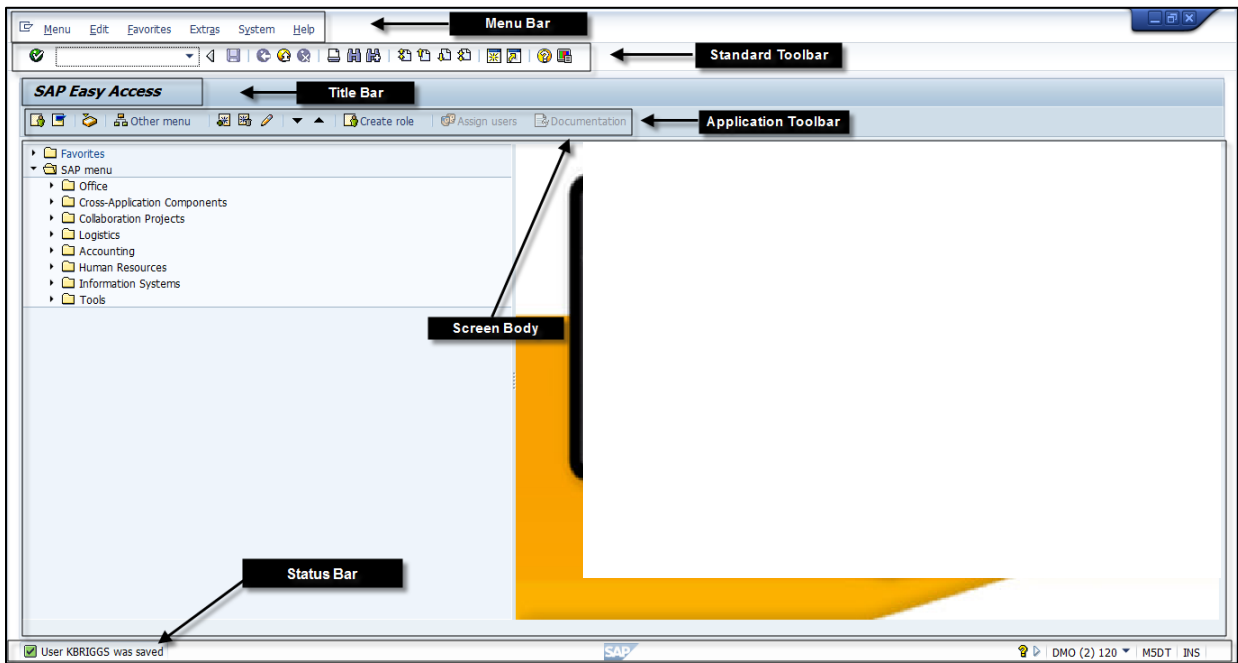 Menu Edit Favorites Extras System Help Menu Bar
Standard Toolbar
SAP Easy Access Title Bar
Other menu Create role Assign users Documentation Application Toolbar
Favorites
SAP menu
Office
Cross-Application Components
Collaboration Projects
Logistics
Accounting
Human Resources
Information Systems
Tools
Screen Body
Status Bar
User KBRIGGS was saved SAP DMO (2) 120 M5DT INS